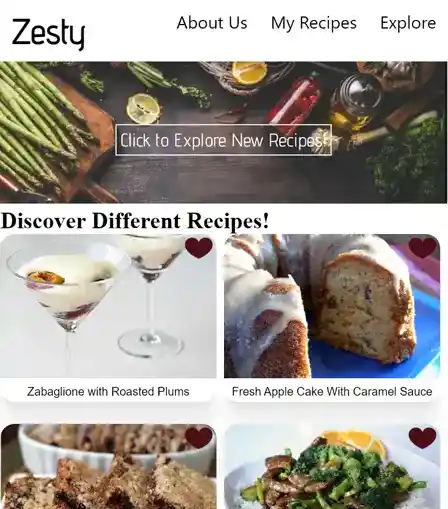 Zesty
About Us
My Recipes
Explore
Click to Explore New Recipes!
Discover Different Recipes!
Zabaglione with Roasted Plums
Fresh Apple Cake With Caramel Sauce